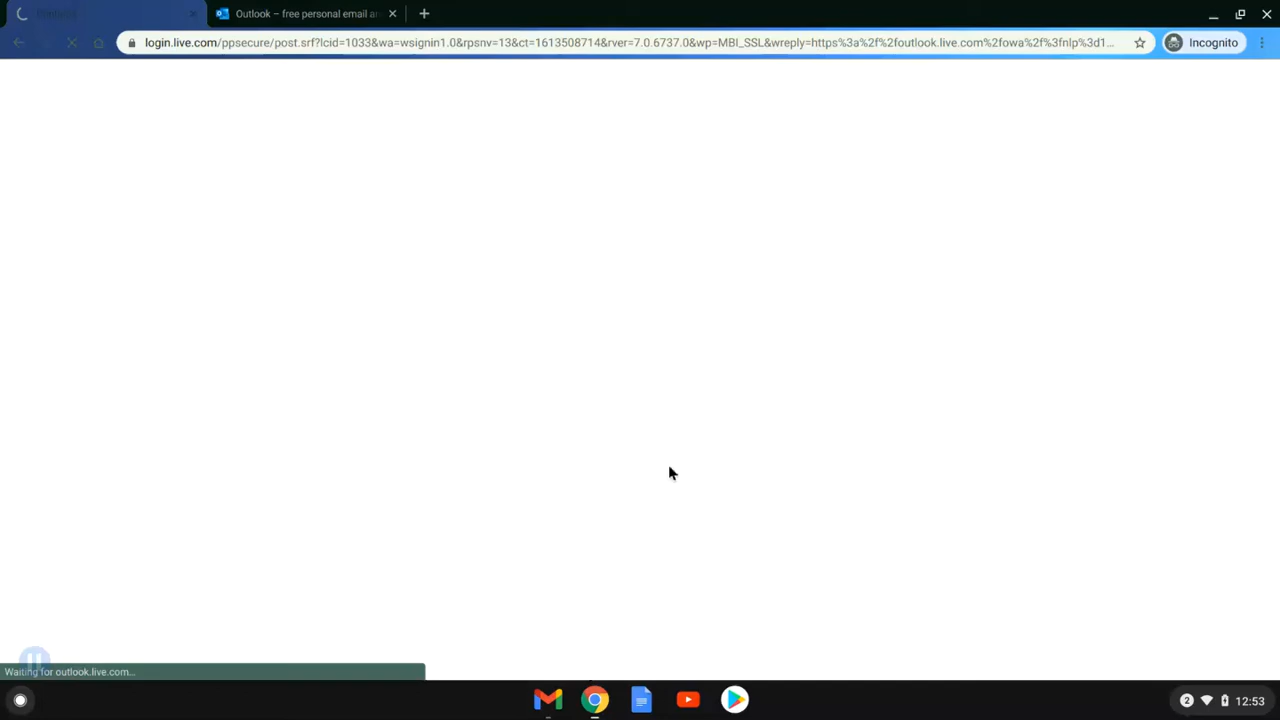 Outlook – free personal email an
login.live.com/ppsecure/post.srf?lcid=1033&wa=wsignin1.0&rpsnv=13&ct=1613508714&rver=7.0.6737.0&wp=MBI_SSL&wreply=https%3a%2f%2foutlook.live.com%2fowa%2f%3fnlp%3d1...
Incognito
Waiting for outlook.live.com...
2
12:53